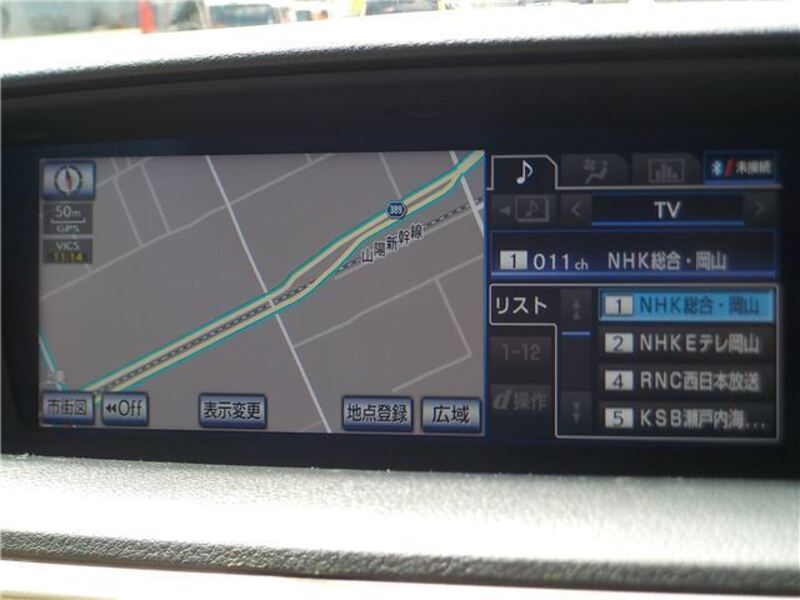 50m
GPS
VICS
11:14
389
山陽新幹線
市街図
◀◀Off
表示変更
地点登録
広域
未接続
TV
1 011ch NHK総合・岡山
リスト
1-12
d操作
1 NHK総合・岡山
2 NHKEテレ岡山
4 RNC西日本放送
5 KSB瀬戸内海...